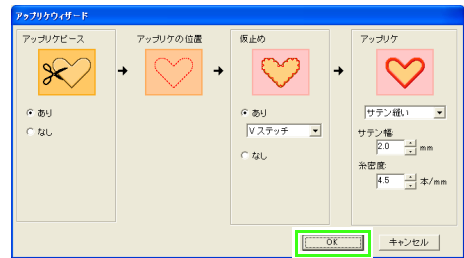 アップリケウィザード
アップリケピース
あり
なし
アップリケの位置
仮止め
あり
Vステッチ
なし
アップリケ
サテン縫い
サテン幅:
2.0 mm
糸密度:
4.5 本/mm
OK
キャンセル